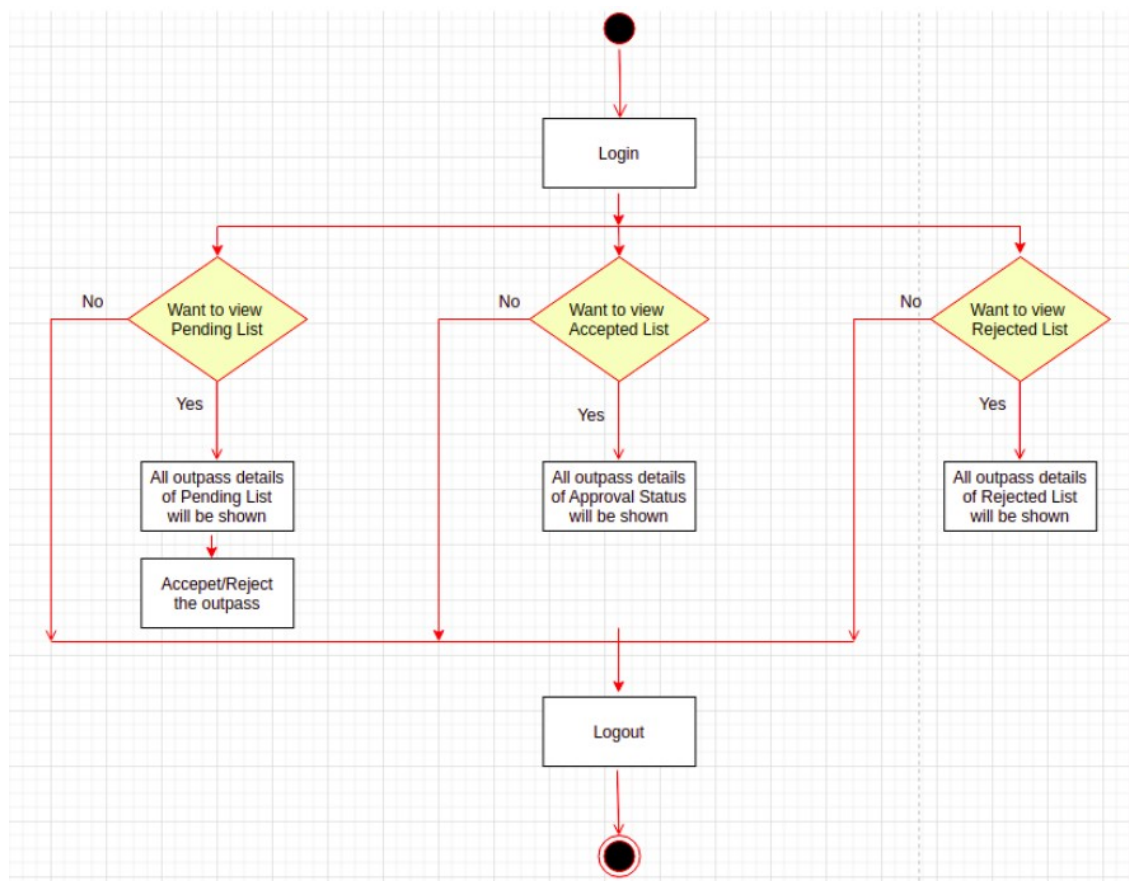 Login
No
Want to view
Pending List
No
Want to view
Accepted List
No
Want to view
Rejected List
Yes
Yes
Yes
All outpass details
of Pending List
will be shown
All outpass details
of Approval Status
will be shown
All outpass details
of Rejected List
will be shown
Accepet/Reject
the outpass
Logout